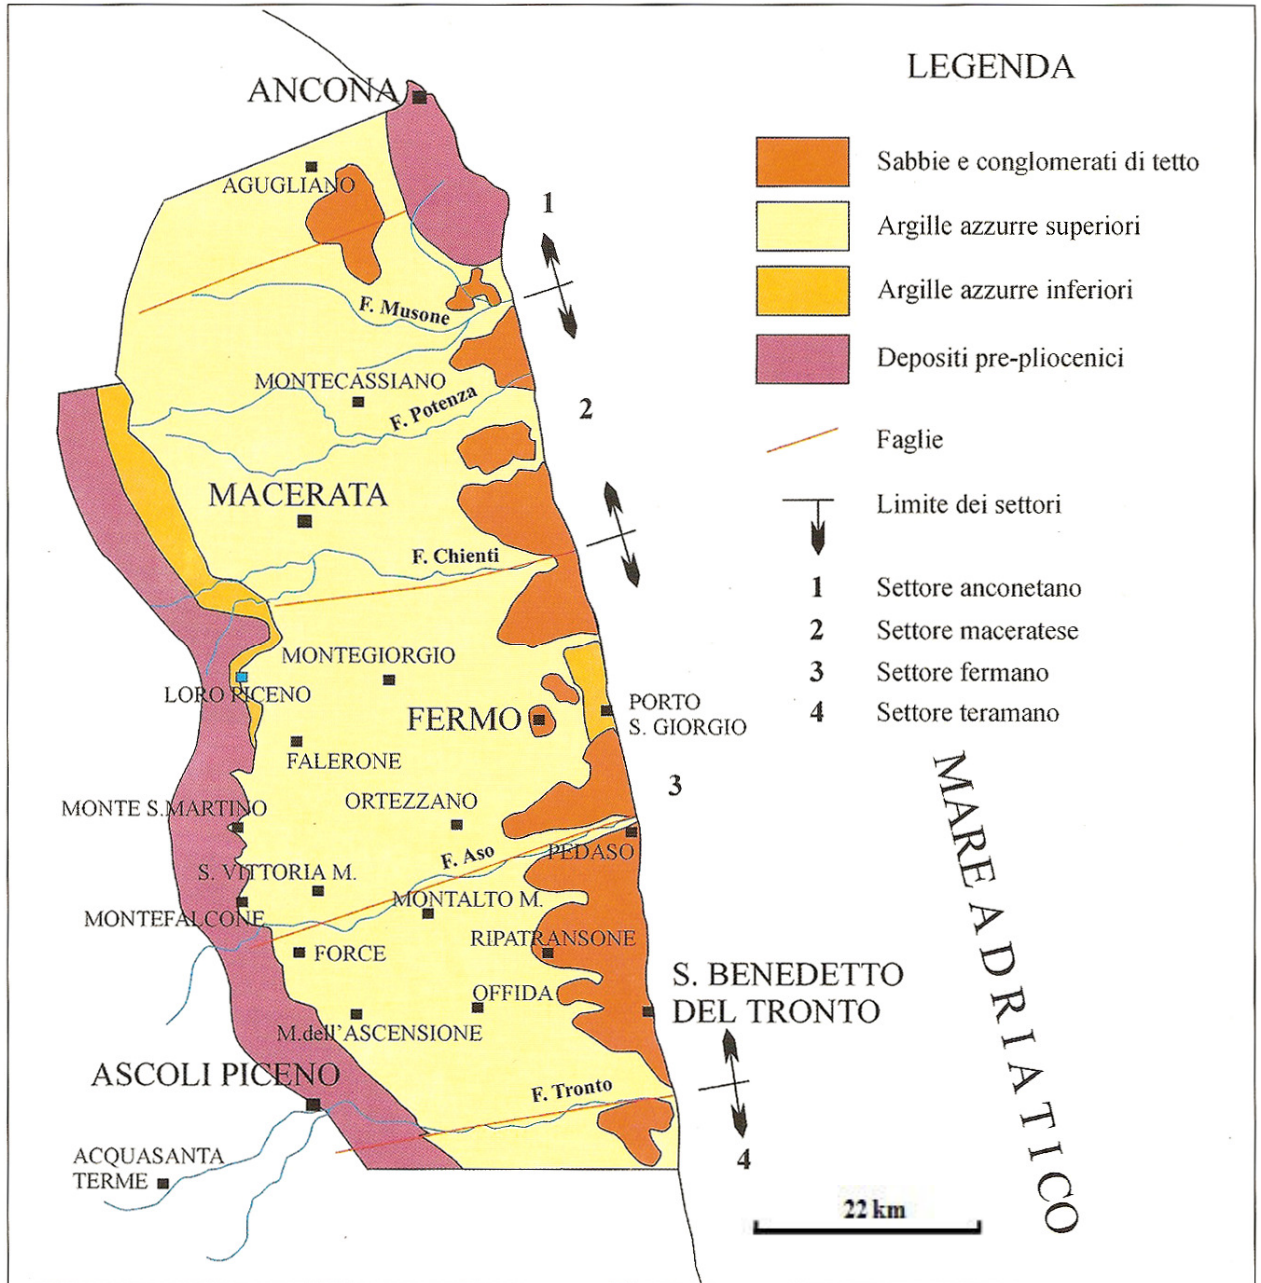 ANCONA
AGUGLIANO
F. Musone
MONTECASSIANO
F. Potenza
MACERATA
F. Chienti
MONTEGIORGIO
LORO PICENO
FERMO
PORTO
S. GIORGIO
FALERONE
MONTE S.MARTINO
ORTEZZANO
F. Aso
PEDASO
S. VITTORIA M.
MONTALTO M.
MONTEFALCONE
RIPATRANSONE
FORCE
OFFIDA
M.dell'ASCENSIONE
S. BENEDETTO
DEL TRONTO
ASCOLI PICENO
F. Tronto
ACQUASANTA
TERME
1
2
3
4
LEGENDA
Sabbie e conglomerati di tetto
Argille azzurre superiori
Argille azzurre inferiori
Depositi pre-pliocenici
Faglie
Limite dei settori
1 Settore anconetano
2 Settore maceratese
3 Settore fermano
4 Settore teramano
MARE ADRIATICO
22 km